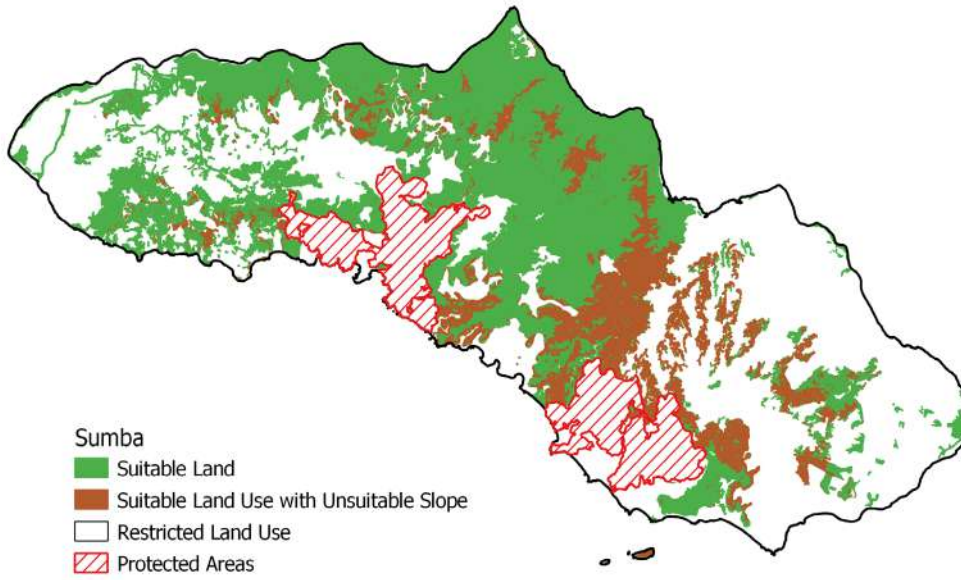 Sumba
Suitable Land
Suitable Land Use with Unsuitable Slope
Restricted Land Use
Protected Areas